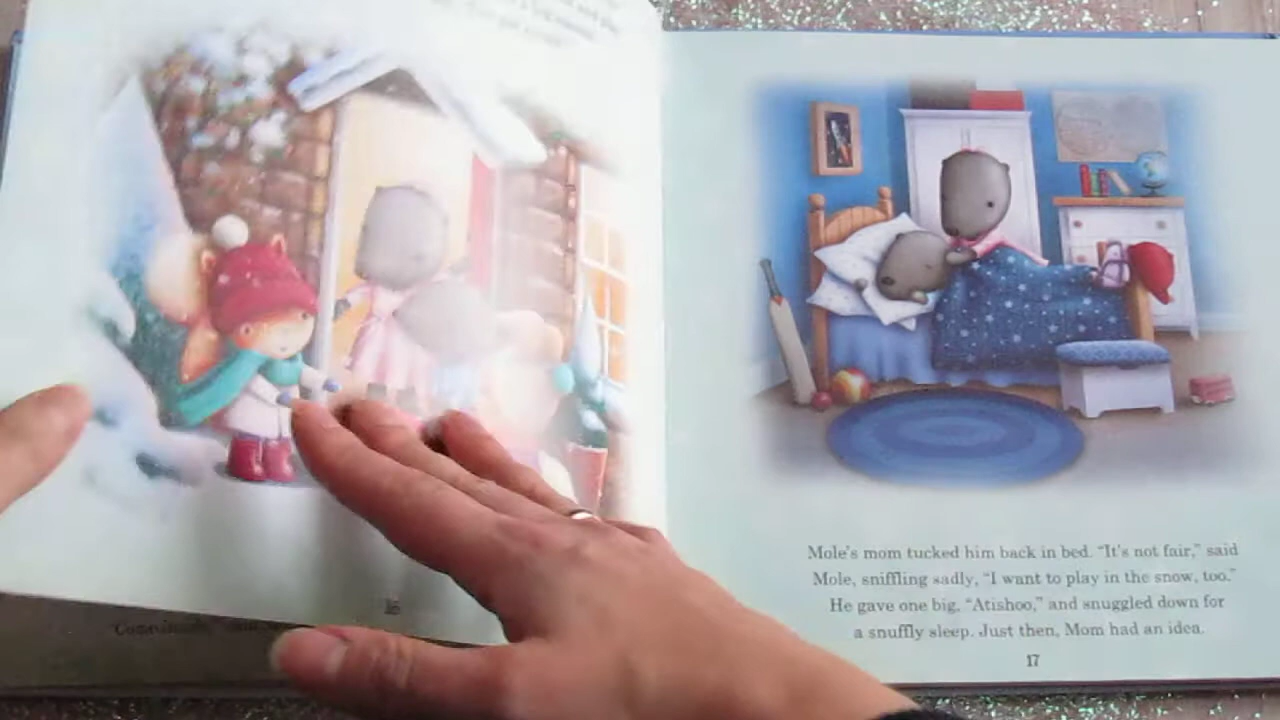 16
Mole's mom tucked him back in bed. "It's not fair," said
Mole, sniffling sadly, "I want to play in the snow, too."
He gave one big, "Atishoo," and snuggled down for
a snuffly sleep. Just then, Mom had an idea.
17